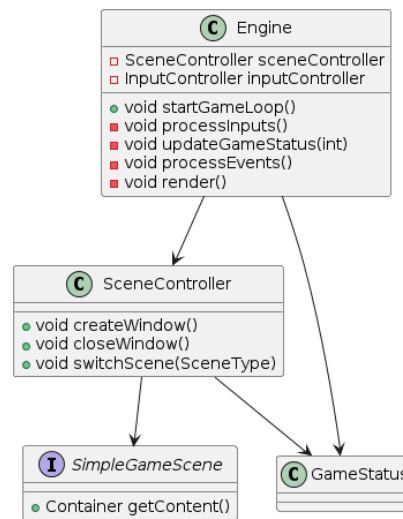 C Engine
SceneController sceneController
InputController inputController
void startGameLoop()
void processInputs()
void updateGameStatus(int)
void processEvents()
void render()
C SceneController
void createWindow()
void closeWindow()
void switchScene(SceneType)
I SimpleGameScene
C GameStatus
Container getContent()